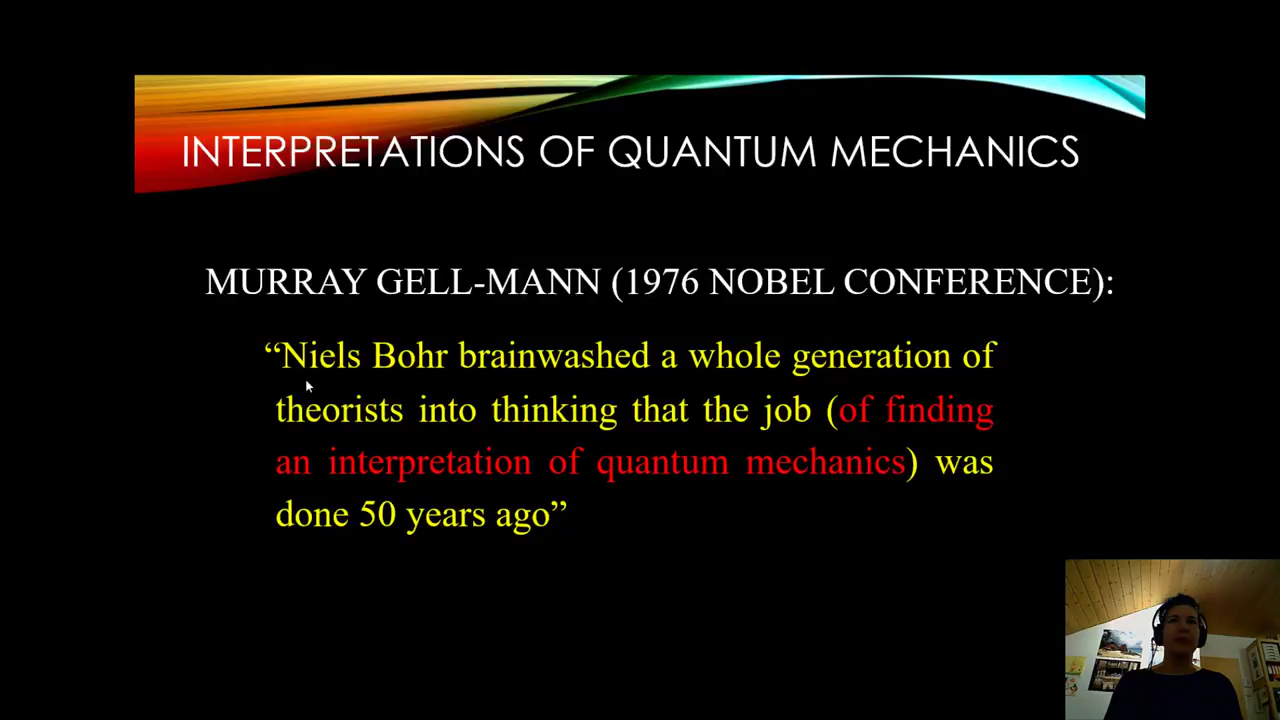 INTERPRETATIONS OF QUANTUM MECHANICS
MURRAY GELL-MANN (1976 NOBEL CONFERENCE):
“Niels Bohr brainwashed a whole generation of
theorists into thinking that the job (of finding
an interpretation of quantum mechanics) was
done 50 years ago”